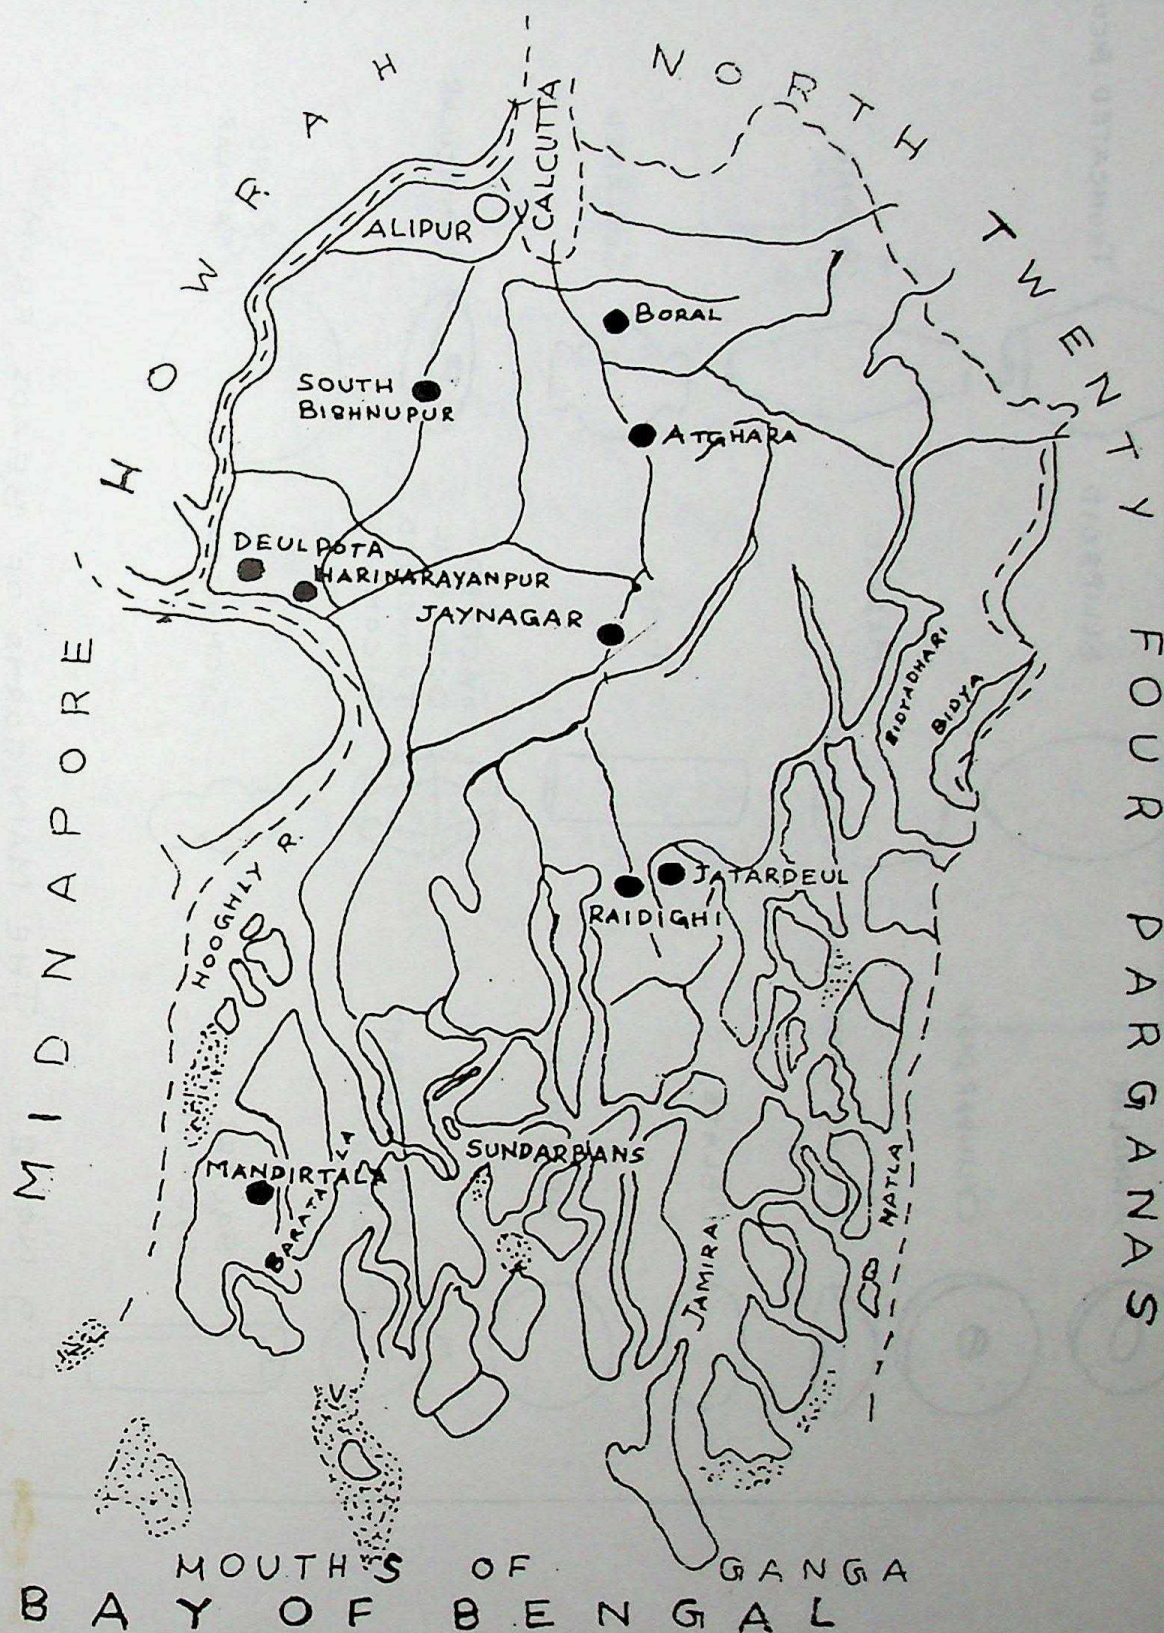 HOWRAH
NORTH TWENTY FOUR PARGANAS
CALCUTTA
ALIPUR
BORAL
SOUTH
BISHNUPUR
ATGHARA
DEULPOTA
HARINARAYANPUR
JAYNAGAR
BIDYADHARI
BIDYA
MIDNAPORE
HOOGHLY R.
JATARDEUL
RAIDIGHI
SUNDARBANS
MANDIRTALA
BARATALA
MATLA
JAMIRA
MOUTHS OF GANGA
BAY OF BENGAL